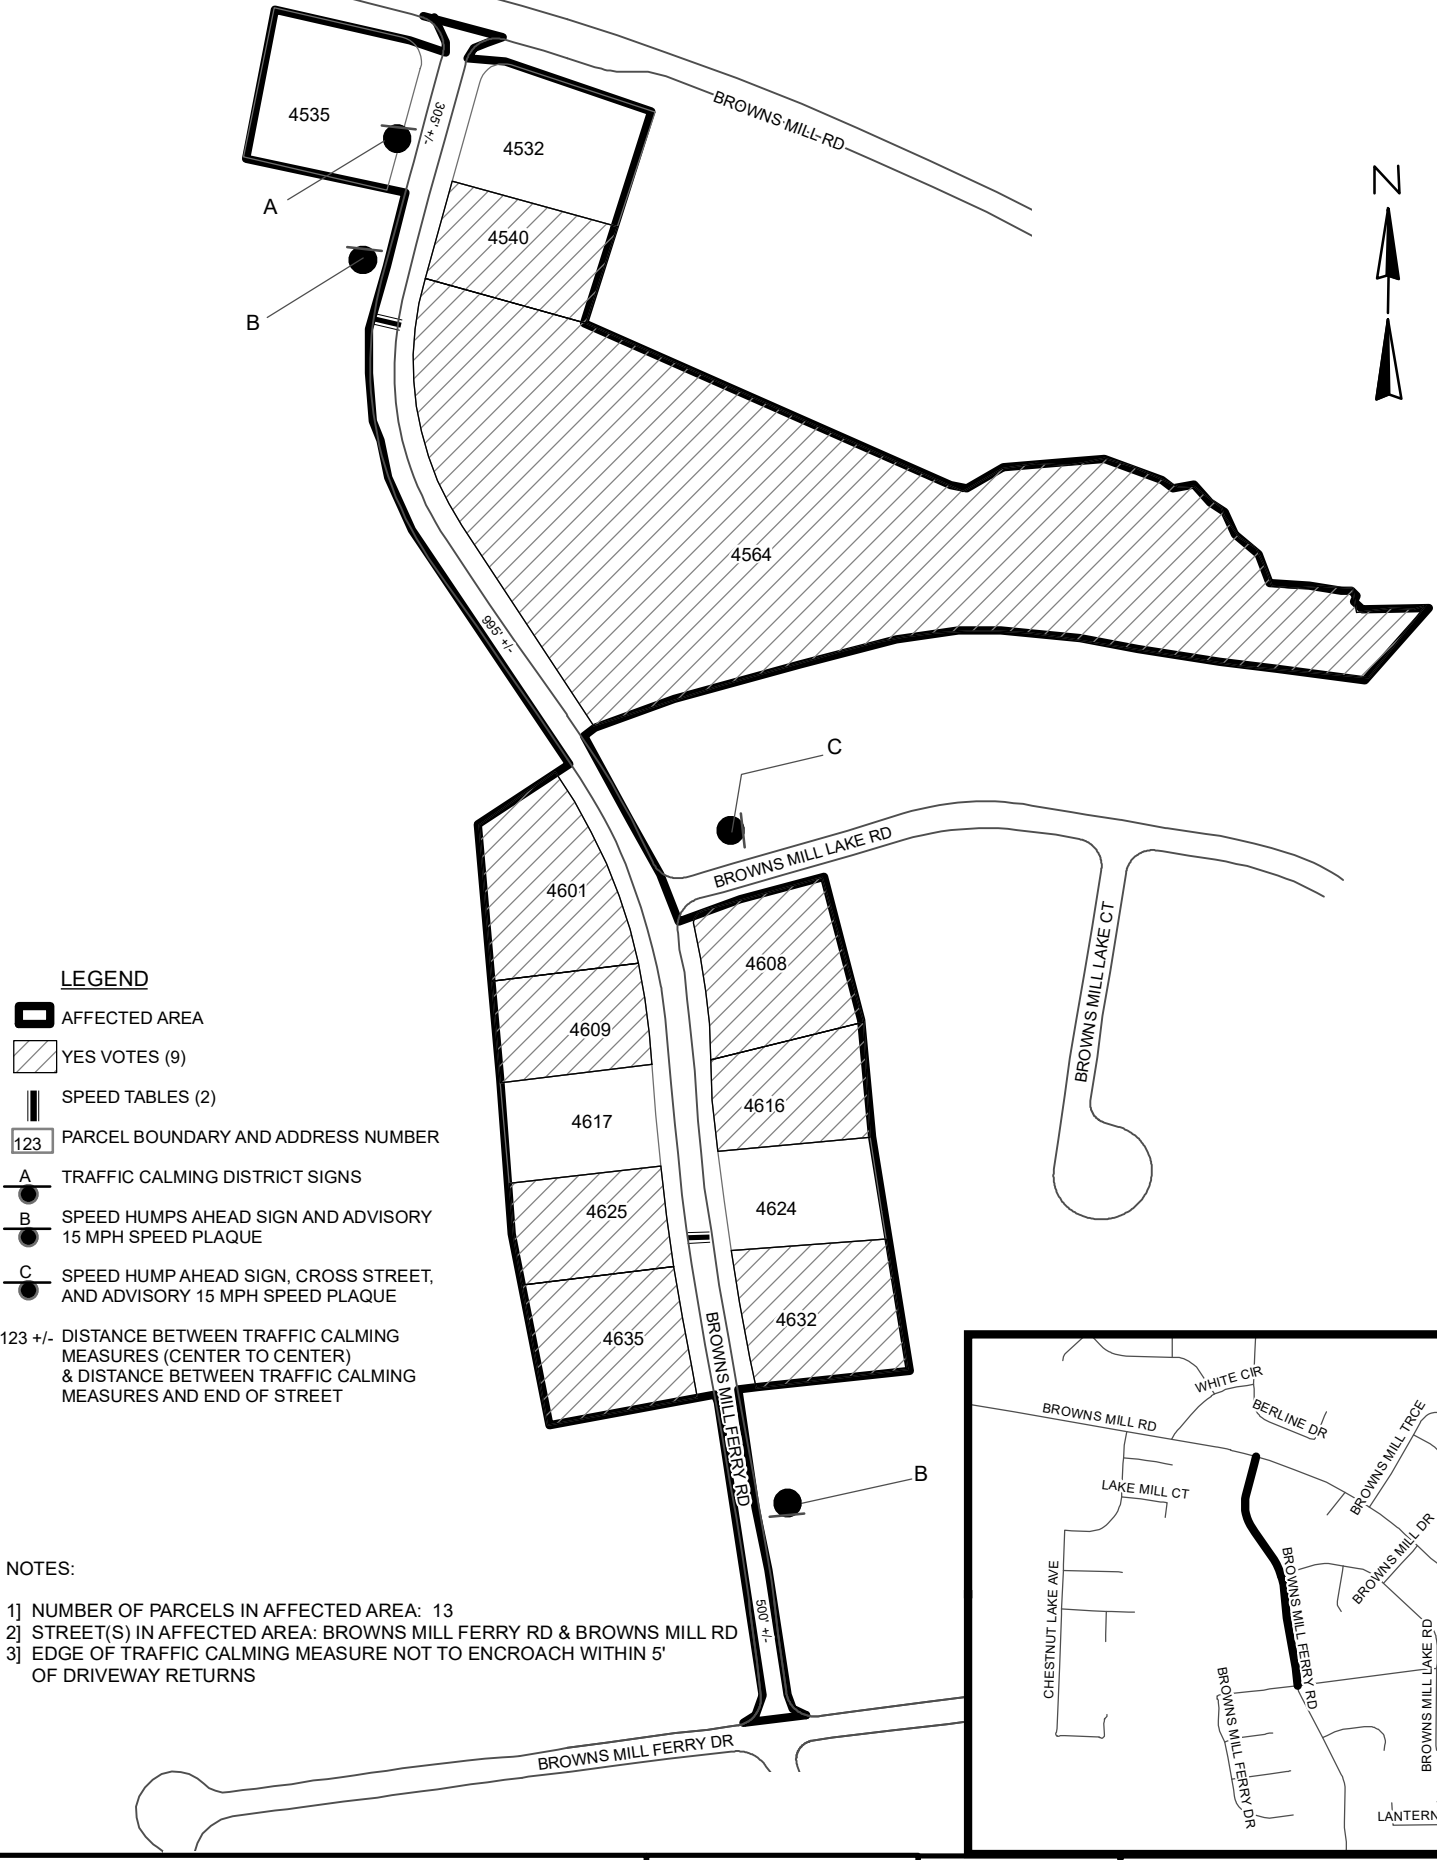 4535
305' +/-
4532
BROWNS MILL RD
A
4540
B
N
4564
995' +/-
C
BROWNS MILL LAKE RD
4601
4608
BROWNS MILL LAKE CT
4609
4616
4617
4624
4625
4632
4635
BROWNS MILL FERRY RD
B
500' +/-
BROWNS MILL FERRY DR
LEGEND
AFFECTED AREA
YES VOTES (9)
SPEED TABLES (2)
123 PARCEL BOUNDARY AND ADDRESS NUMBER
A TRAFFIC CALMING DISTRICT SIGNS
B SPEED HUMPS AHEAD SIGN AND ADVISORY
15 MPH SPEED PLAQUE
C SPEED HUMP AHEAD SIGN, CROSS STREET,
AND ADVISORY 15 MPH SPEED PLAQUE
123 +/- DISTANCE BETWEEN TRAFFIC CALMING
MEASURES (CENTER TO CENTER)
& DISTANCE BETWEEN TRAFFIC CALMING
MEASURES AND END OF STREET
NOTES:
1] NUMBER OF PARCELS IN AFFECTED AREA: 13
2] STREET(S) IN AFFECTED AREA: BROWNS MILL FERRY RD & BROWNS MILL RD
3] EDGE OF TRAFFIC CALMING MEASURE NOT TO ENCROACH WITHIN 5'
OF DRIVEWAY RETURNS
WHITE CIR
BROWNS MILL RD
BERLINE DR
BROWNS MILL TRCE
LAKE MILL CT
BROWNS MILL DR
CHESTNUT LAKE AVE
BROWNS MILL FERRY RD
BROWNS MILL LAKE RD
BROWNS MILL FERRY DR
LANTERN